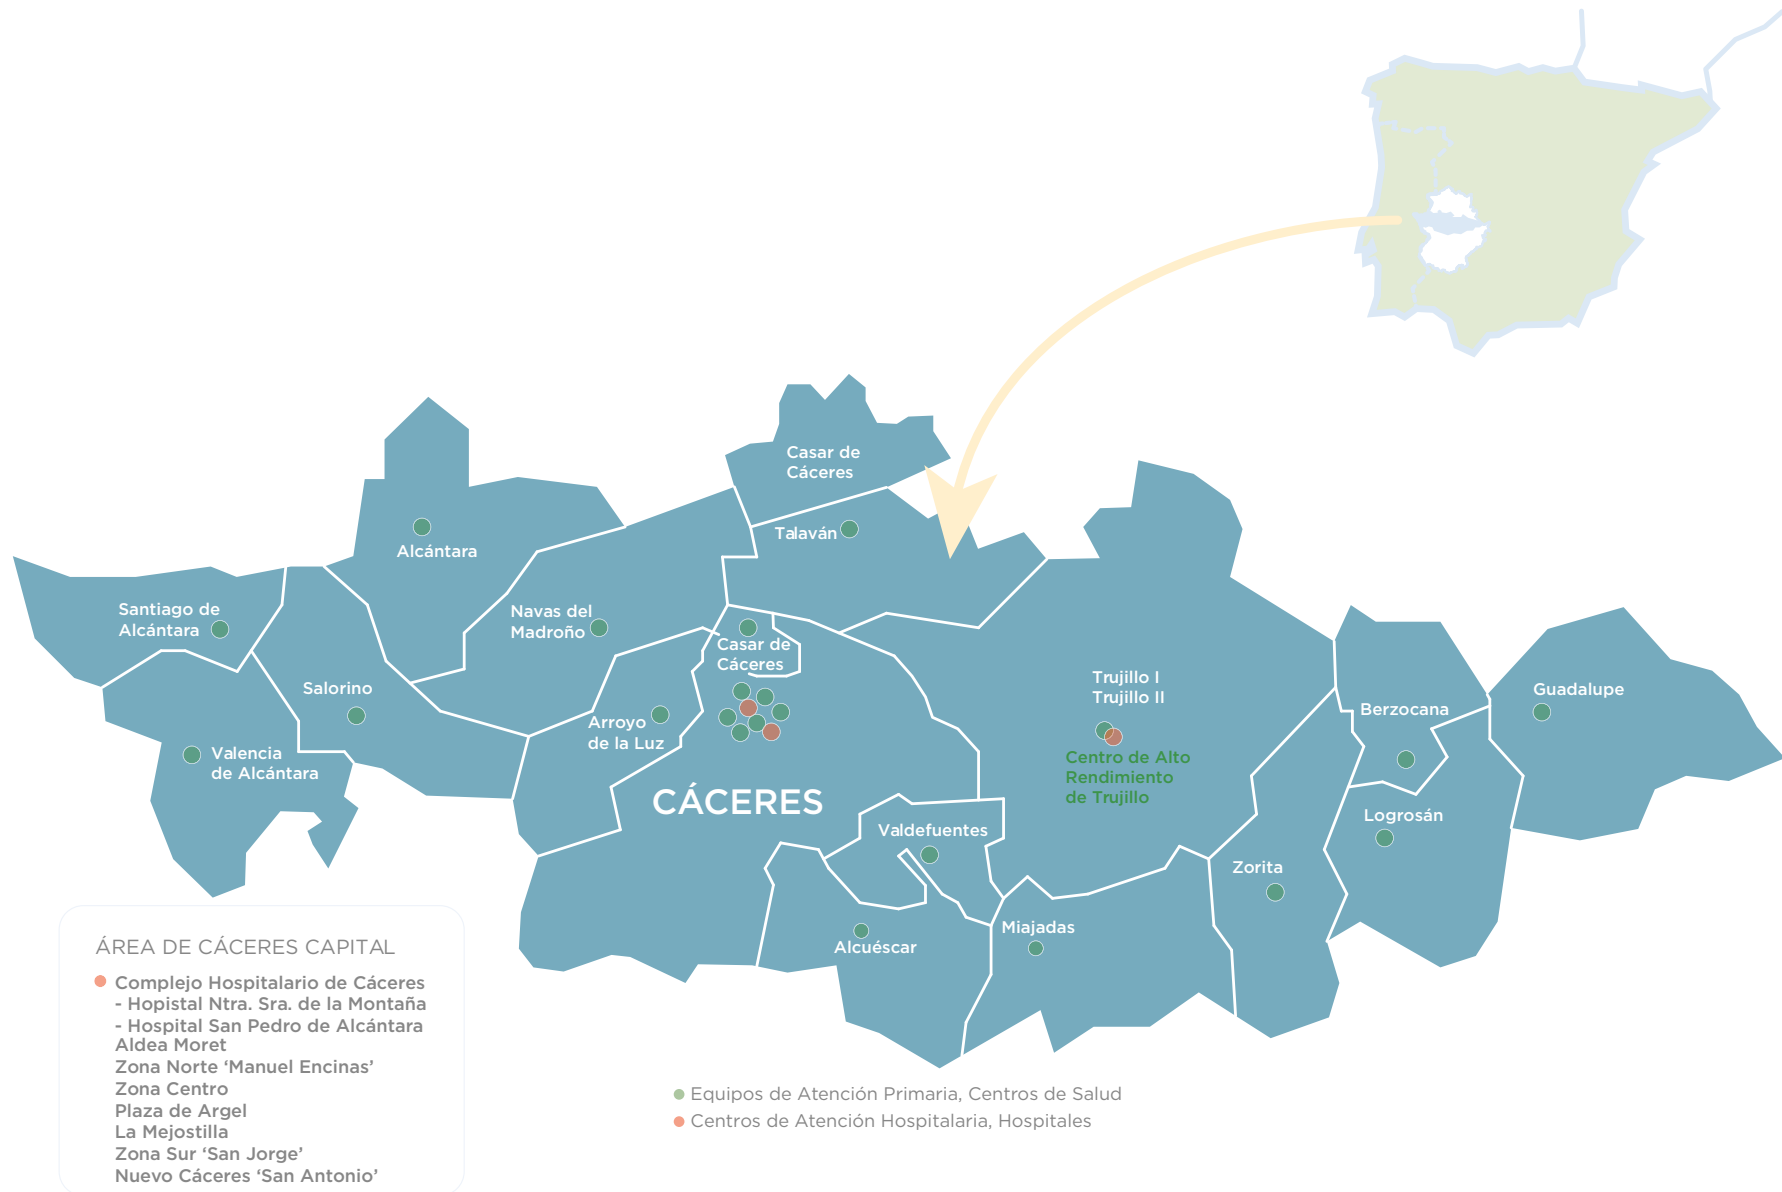 Casar de
Cáceres
Talaván
Alcántara
Santiago de
Alcántara
Navas del
Madroño
Casar de
Cáceres
Trujillo I
Trujillo II
Salorino
Guadalupe
Berzocana
Arroyo
de la Luz
Valencia
de Alcántara
Centro de Alto
Rendimiento
de Trujillo
CÁCERES
Logrosán
Valdefuentes
Zorita
Miajadas
Alcuéscar
ÁREA DE CÁCERES CAPITAL
Complejo Hospitalario de Cáceres
- Hopistal Ntra. Sra. de la Montaña
- Hospital San Pedro de Alcántara
Aldea Moret
Zona Norte ‘Manuel Encinas’
Zona Centro
Plaza de Argel
La Mejostilla
Zona Sur ‘San Jorge’
Nuevo Cáceres ‘San Antonio’
Equipos de Atención Primaria, Centros de Salud
Centros de Atención Hospitalaria, Hospitales